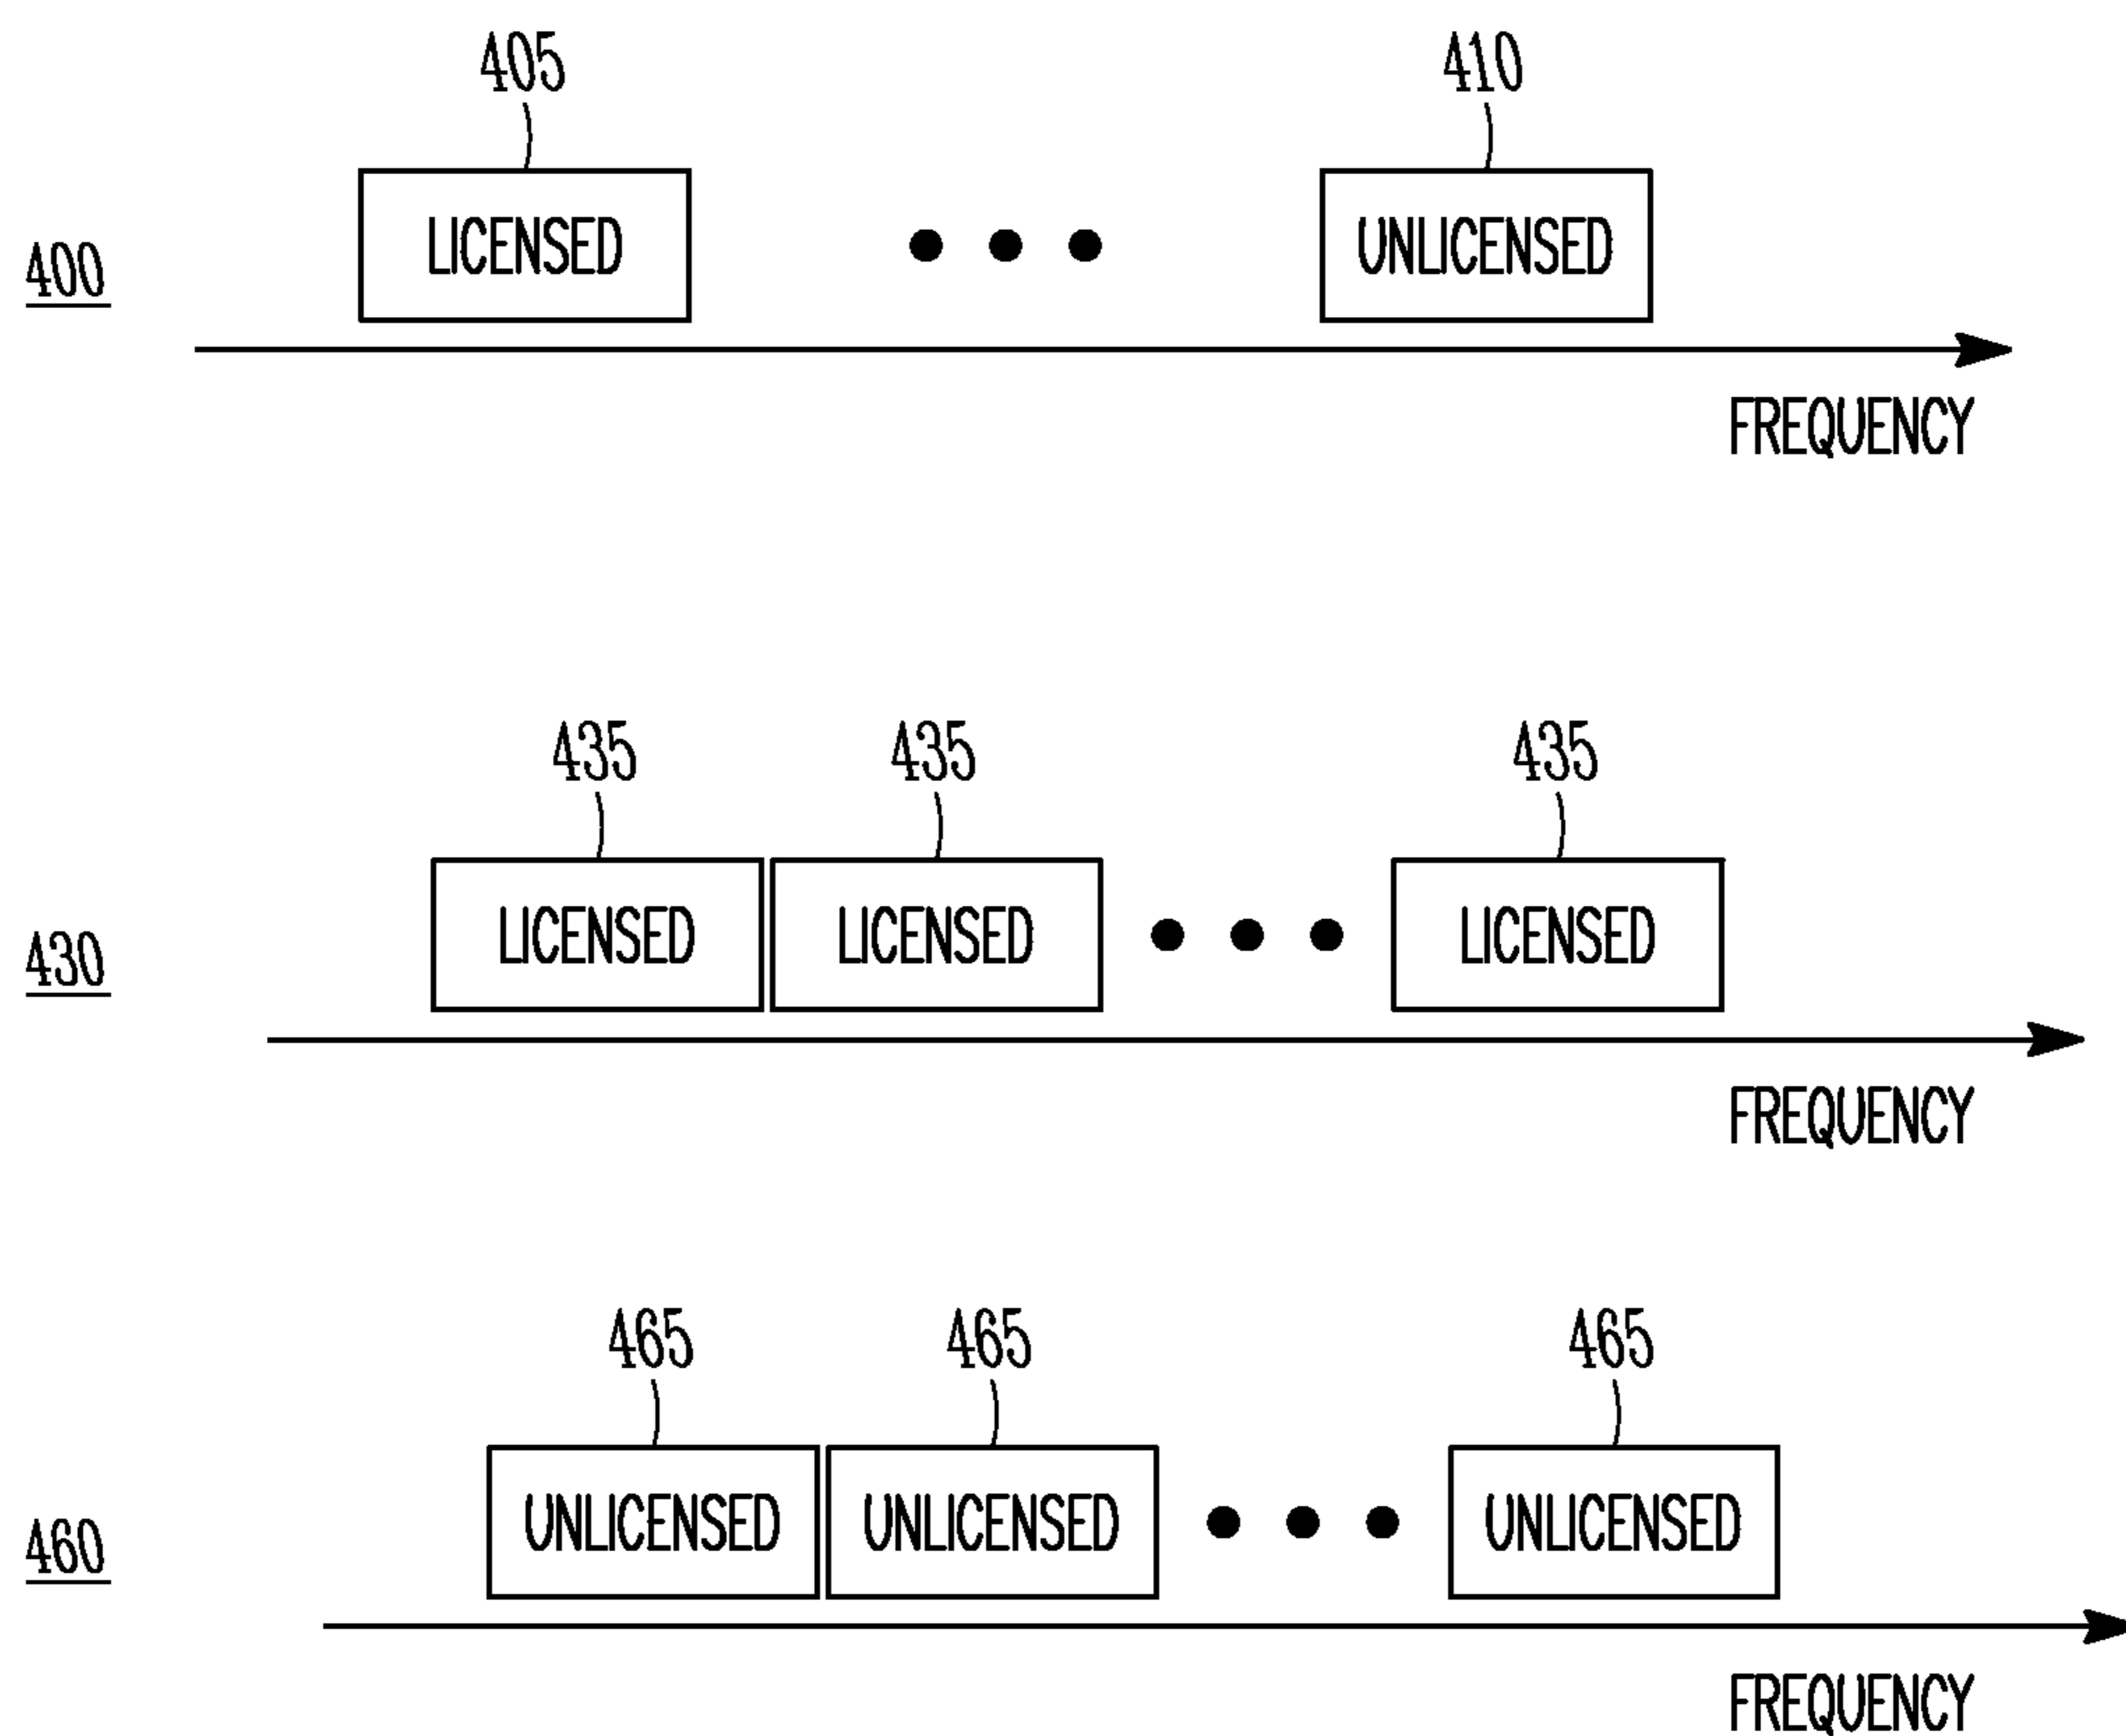 405 410
LICENSED UNLICENSED
400
FREQUENCY
435 435 435
LICENSED LICENSED LICENSED
430
FREQUENCY
465 465 465
UNLICENSED UNLICENSED UNLICENSED
460
FREQUENCY